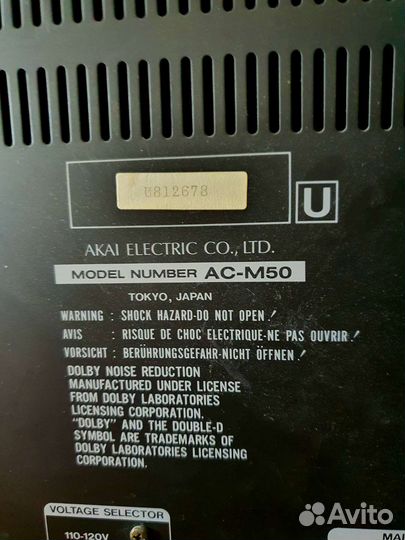 U812678
U
AKAI ELECTRIC CO., LTD.
MODEL NUMBER AC-M50
TOKYO, JAPAN
WARNING : SHOCK HAZARD-DO NOT OPEN !
AVIS : RISQUE DE CHOC ELECTRIQUE-NE PAS OUVRIR !
VORSICHT : BERÜHRUNGSGEFAHR-NICHT ÖFFNEN !
DOLBY NOISE REDUCTION
MANUFACTURED UNDER LICENSE
FROM DOLBY LABORATORIES
LICENSING CORPORATION.
"DOLBY" AND THE DOUBLE-D
SYMBOL ARE TRADEMARKS OF
DOLBY LABORATORIES LICENSING
CORPORATION.
VOLTAGE SELECTOR
110-120V
MAI
Avito